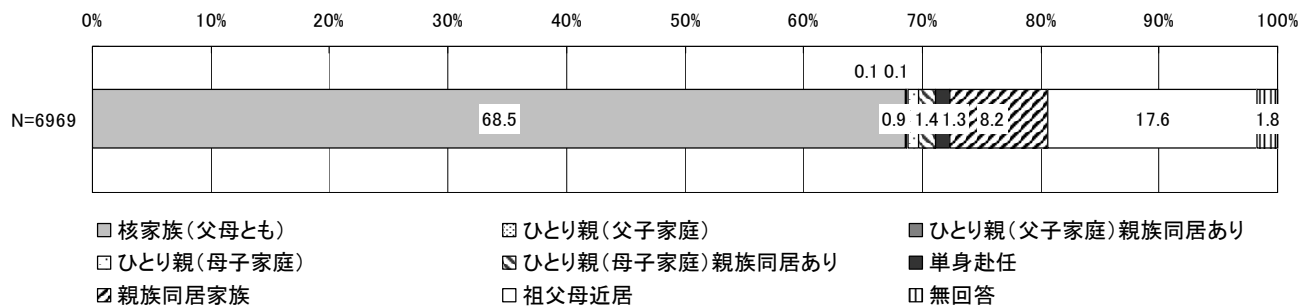 0% 10% 20% 30% 40% 50% 60% 70% 80% 90% 100%
0.1 0.1
N=6969 68.5 0.9 1.4 1.3 8.2 17.6 1.8
核家族(父母とも) ひとり親(父子家庭) ひとり親(父子家庭)親族同居あり
ひとり親(母子家庭) ひとり親(母子家庭)親族同居あり 単身赴任
親族同居家族 祖父母近居 無回答